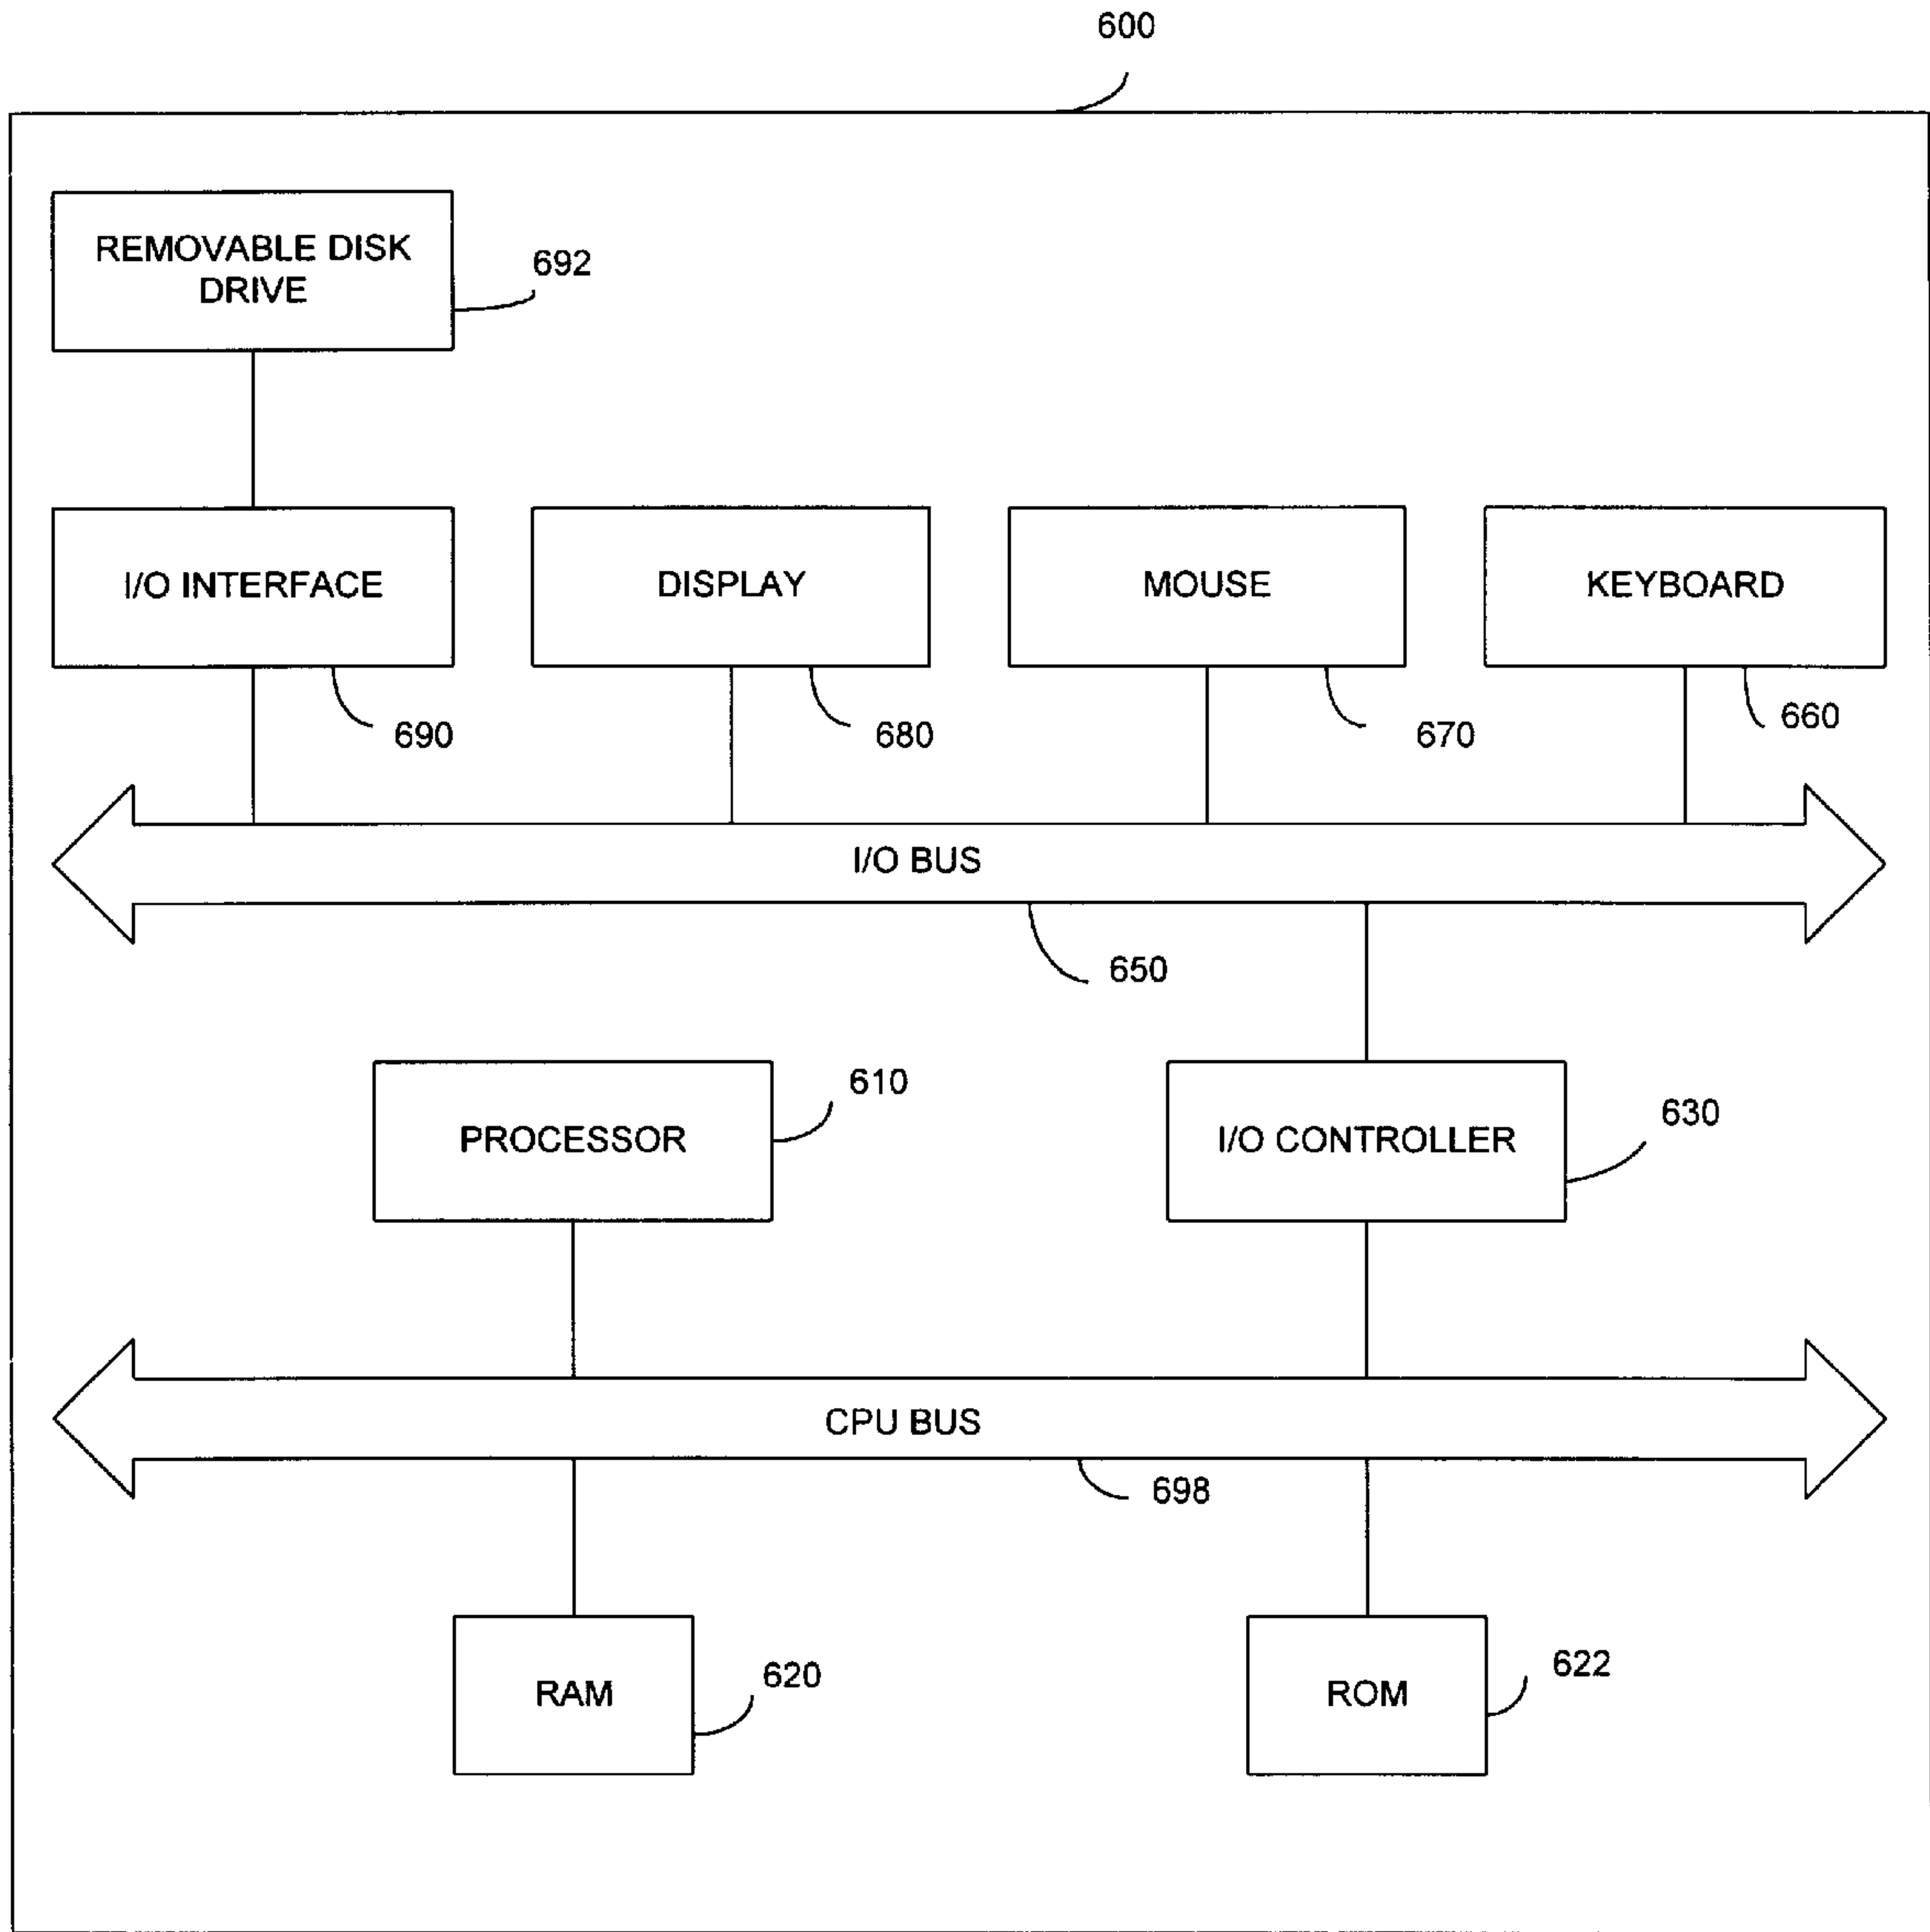 600
REMOVABLE DISK
DRIVE
692
I/O INTERFACE
DISPLAY
MOUSE
KEYBOARD
690
680
670
660
I/O BUS
650
PROCESSOR
610
I/O CONTROLLER
630
CPU BUS
698
RAM
620
ROM
622